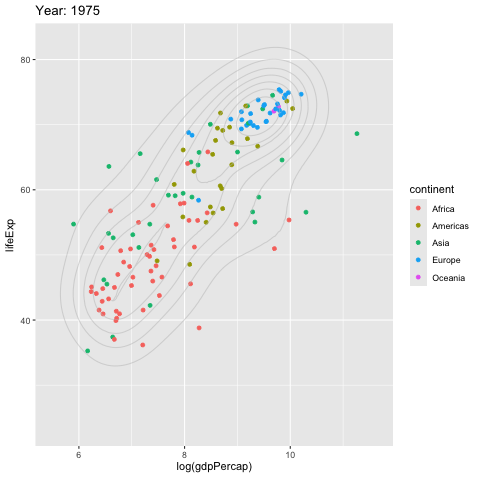 Year: 1975
lifeExp
80
60
40
6
8
10
log(gdpPercap)
continent
Africa
Americas
Asia
Europe
Oceania